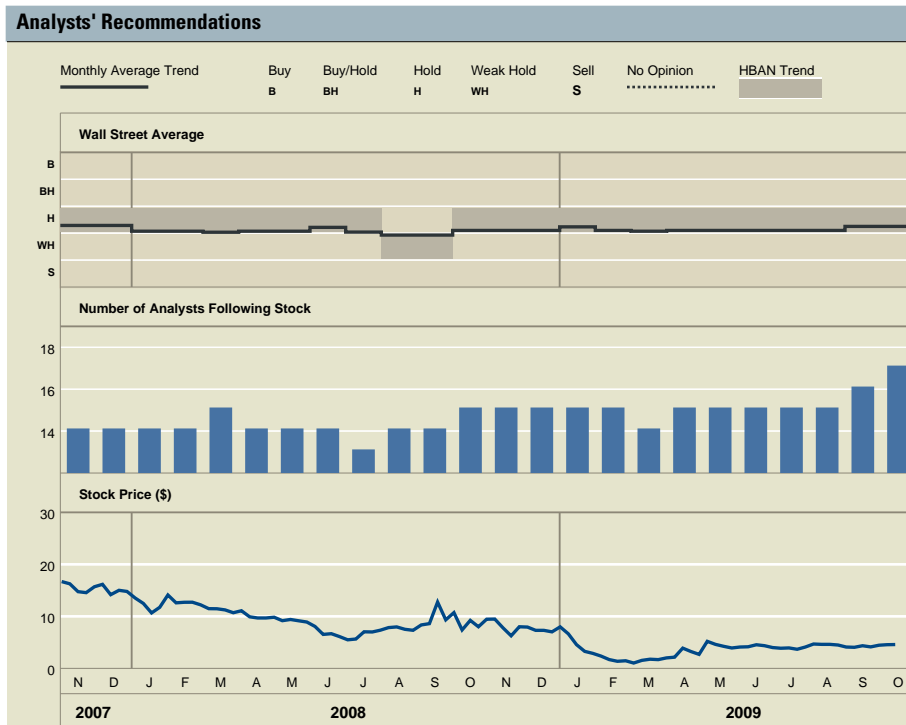 Analysts' Recommendations
Monthly Average Trend Buy Buy/Hold Hold Weak Hold Sell No Opinion HBAN Trend
B BH H WH S
Wall Street Average
B
BH
H
WH
S
Number of Analysts Following Stock
18
16
14
Stock Price ($)
30
20
10
0
N D J F M A M J J A S O N D J F M A M J J A S O
2007 2008 2009